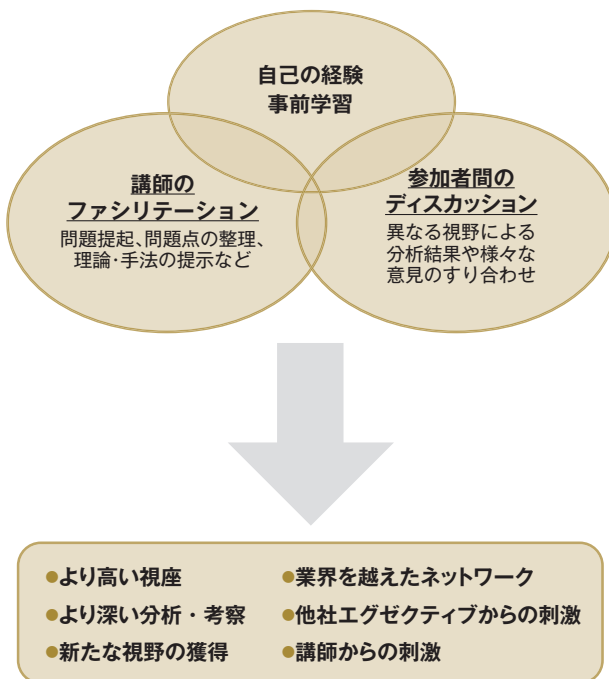 自己の経験
事前学習
講師の
ファシリテーション
問題提起、問題点の整理、
理論・手法の提示など
参加者間の
ディスカッション
異なる視野による
分析結果や様々な
意見のすり合わせ
●より高い視座
●より深い分析・考察
●新たな視野の獲得
●業界を越えたネットワーク
●他社エグゼクティブからの刺激
●講師からの刺激